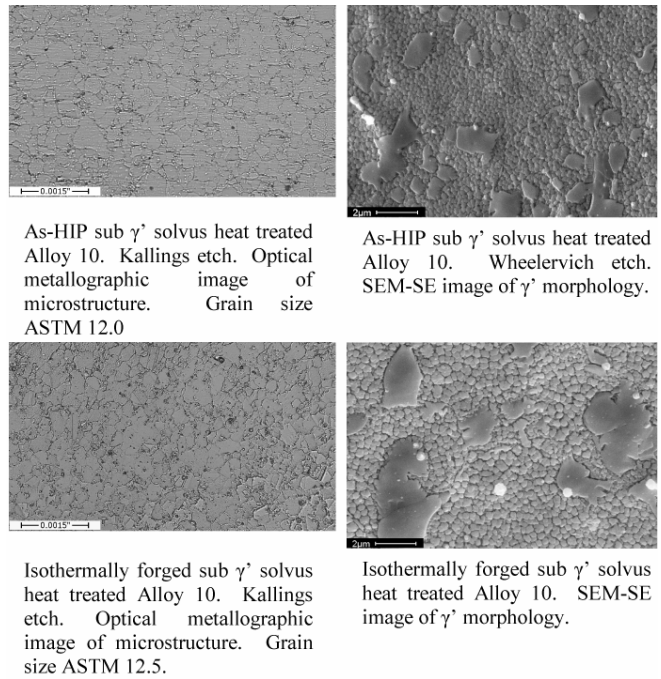 0.0015"
2µm
As-HIP sub γ’ solvus heat treated
Alloy 10. Kallings etch. Optical
metallographic image of
microstructure. Grain size
ASTM 12.0
As-HIP sub γ’ solvus heat treated
Alloy 10. Wheelervich etch.
SEM-SE image of γ’ morphology.
0.0015"
2µm
Isothermally forged sub γ’ solvus
heat treated Alloy 10. Kallings
etch. Optical metallographic
image of microstructure. Grain
size ASTM 12.5.
Isothermally forged sub γ’ solvus
heat treated Alloy 10. SEM-SE
image of γ’ morphology.